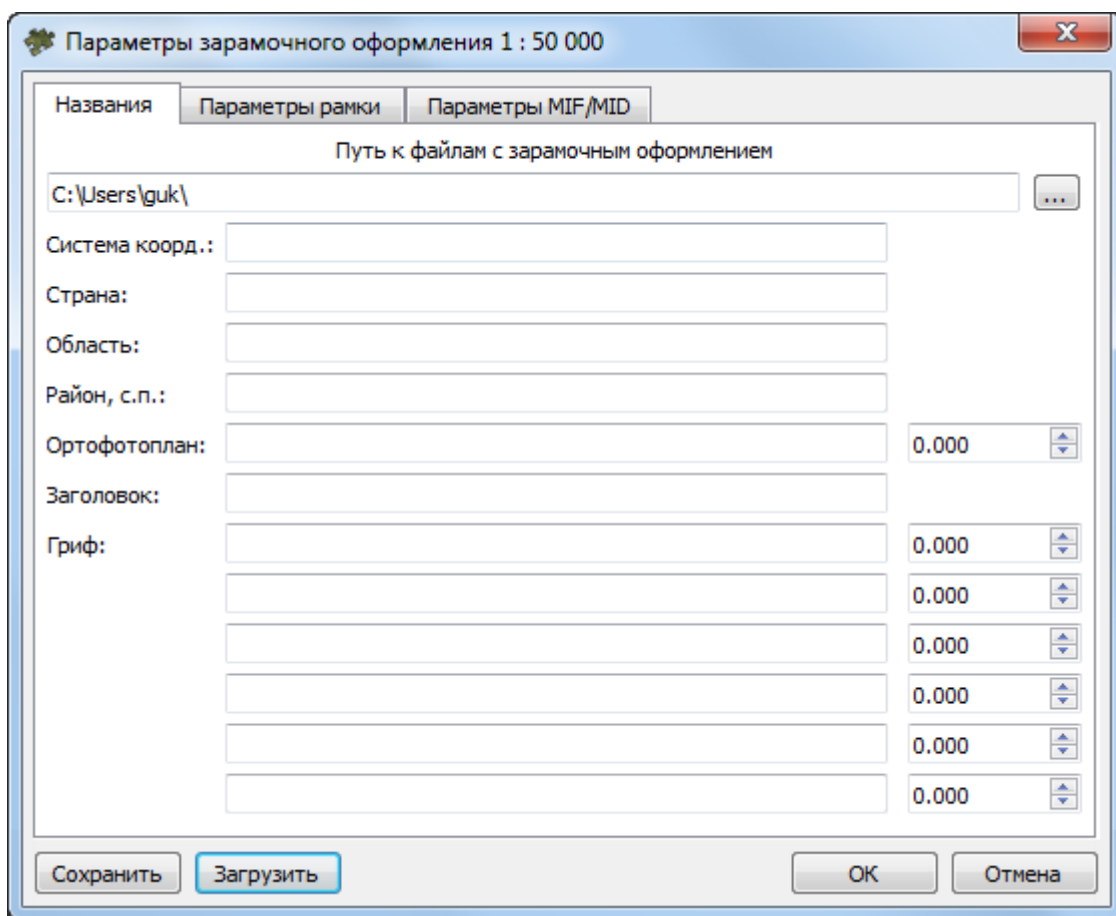 Параметры зарамочного оформления 1 : 50 000
Названия Параметры рамки Параметры MIF/MID
Путь к файлам с зарамочным оформлением
C:\Users\guk\ ...
Система коорд.:
Страна:
Область:
Район, с.п.:
Ортофотоплан: 0.000
Заголовок:
Гриф: 0.000
0.000
0.000
0.000
0.000
0.000
Сохранить Загрузить OK Отмена